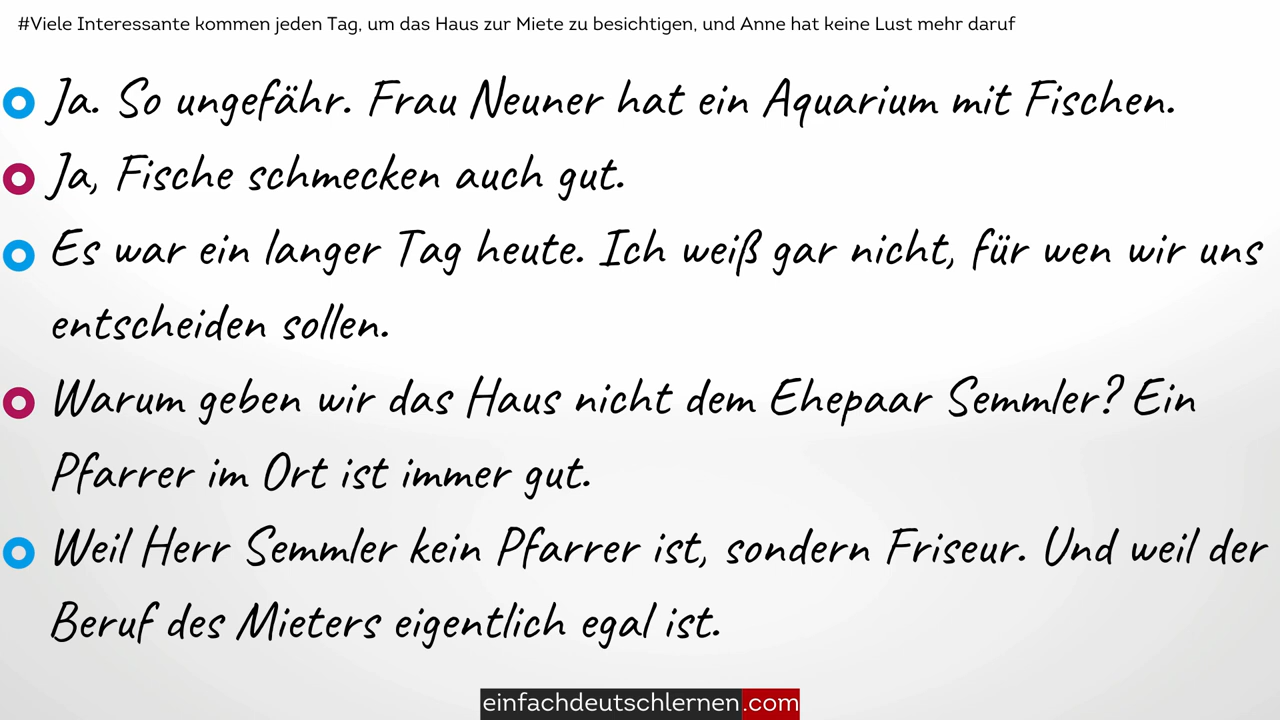 #Viele Interessante kommen jeden Tag, um das Haus zur Miete zu besichtigen, und Anne hat keine Lust mehr daruf
Ja. So ungefähr. Frau Neuner hat ein Aquarium mit Fischen.
Ja, Fische schmecken auch gut.
Es war ein langer Tag heute. Ich weiß gar nicht, für wen wir uns
entscheiden sollen.
Warum geben wir das Haus nicht dem Ehepaar Semmler? Ein
Pfarrer im Ort ist immer gut.
Weil Herr Semmler kein Pfarrer ist, sondern Friseur. Und weil der
Beruf des Mieters eigentlich egal ist.
einfachdeutschlernen.com